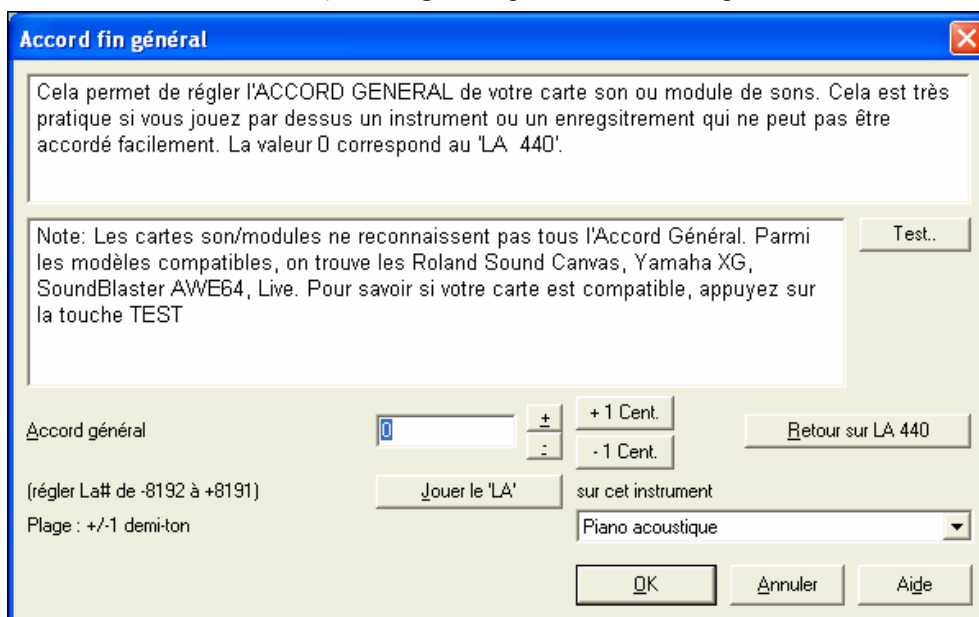 Accord fin général
Cela permet de régler l'ACCORD GENERAL de votre carte son ou module de sons. Cela est très
pratique si vous jouez par dessus un instrument ou un enregsitrement qui ne peut pas être
accordé facilement. La valeur 0 correspond au 'LA 440'.
Note: Les cartes son/modules ne reconnaissent pas tous l'Accord Général. Parmi
les modèles compatibles, on trouve les Roland Sound Canvas, Yamaha XG,
SoundBlaster AWE64, Live. Pour savoir si votre carte est compatible, appuyez sur
la touche TEST
Test..
Accord général
0
+
-
+ 1 Cent.
- 1 Cent.
Retour sur LA 440
(régler La# de -8192 à +8191)
Jouer le 'LA'
sur cet instrument
Plage : +/-1 demi-ton
Piano acoustique
OK
Annuler
Aide